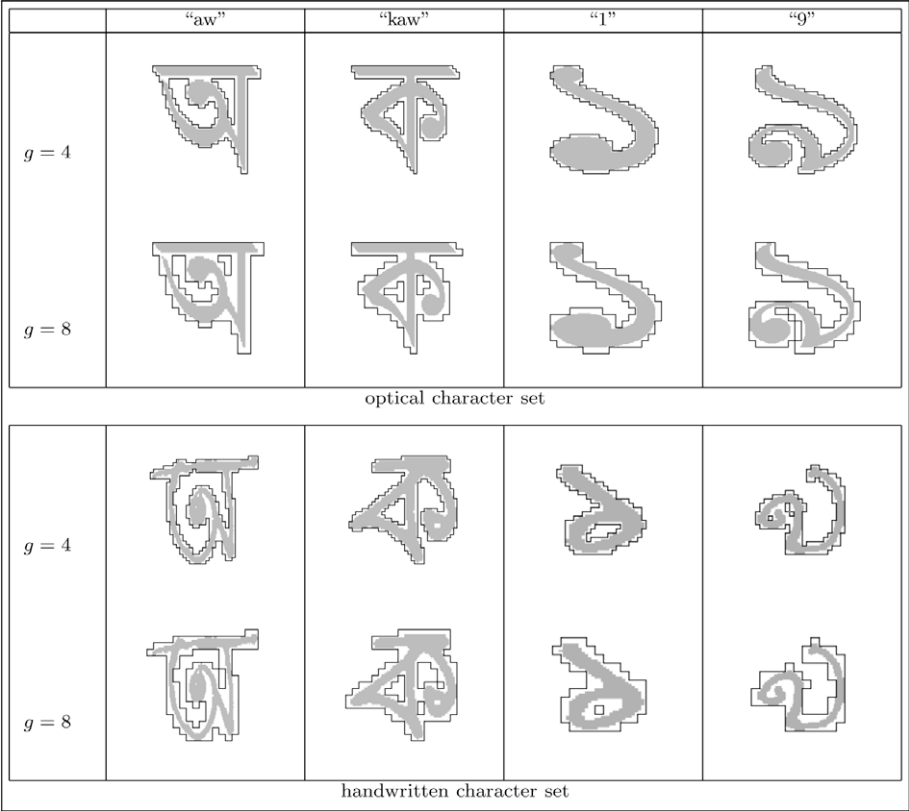 “aw” “kaw” “1” “9”
g = 4 অ ক ১ ৯
g = 8 অ ক ১ ৯
optical character set
g = 4 অ ক ১ ৯
g = 8 অ ক ১ ৯
handwritten character set